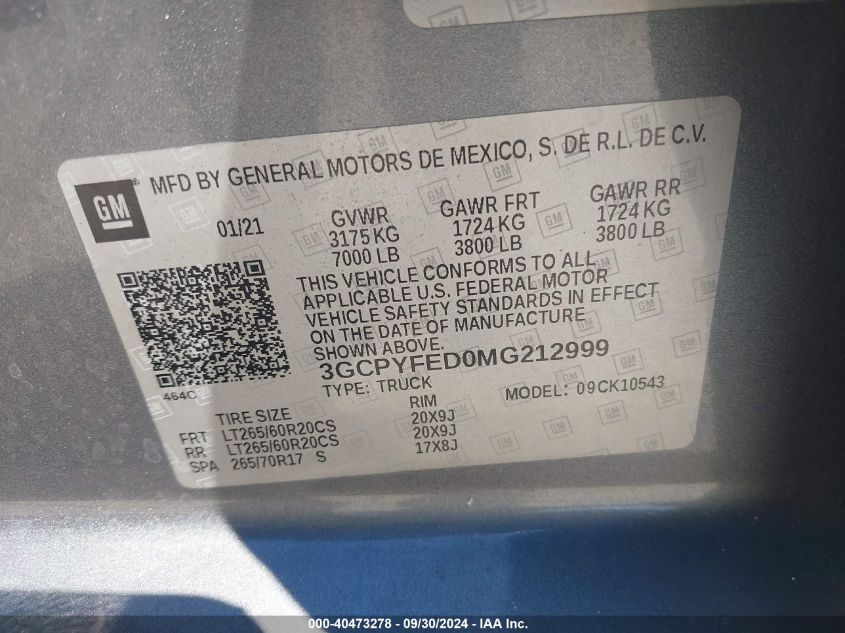 GM ® MFD BY GENERAL MOTORS DE MEXICO, S. DE R.L. DE C.V.
01/21 GVWR GAWR FRT GAWR RR
3175 KG 1724 KG 1724 KG
7000 LB 3800 LB 3800 LB
THIS VEHICLE CONFORMS TO ALL
APPLICABLE U.S. FEDERAL MOTOR
VEHICLE SAFETY STANDARDS IN EFFECT
ON THE DATE OF MANUFACTURE
SHOWN ABOVE.
464C 3GCPYFED0MG212999
TYPE: TRUCK MODEL: 09CK10543
TIRE SIZE RIM
FRT LT265/60R20CS 20X9J
RR LT265/60R20CS 20X9J
SPA 265/70R17 S 17X8J
000-40473278 - 09/30/2024 - IAA Inc.